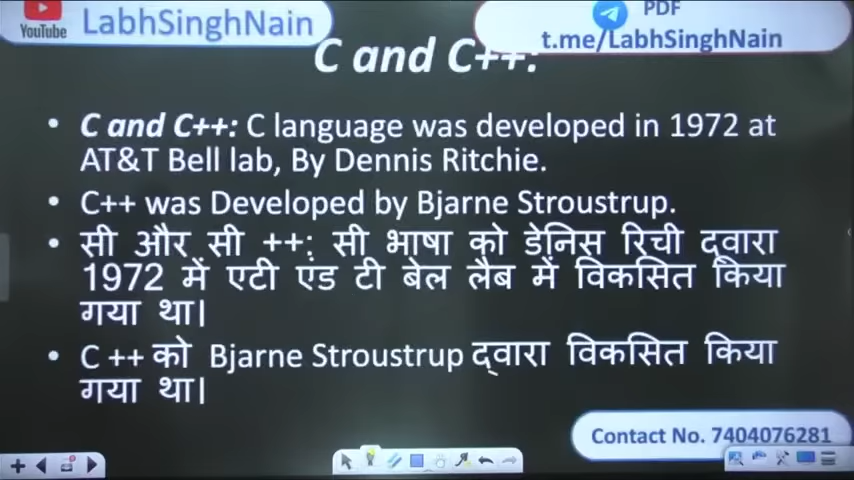 YouTube LabhSinghNain
PDF
t.me/LabhSinghNain
C and C++:
• C and C++: C language was developed in 1972 at
AT&T Bell lab, By Dennis Ritchie.
• C++ was Developed by Bjarne Stroustrup.
• सी और सी ++: सी भाषा को डेनिस रिची द्वारा
1972 में एटी एंड टी बेल लैब में विकसित किया
गया था।
• C ++ को Bjarne Stroustrup द्वारा विकसित किया
गया था।
Contact No. 7404076281